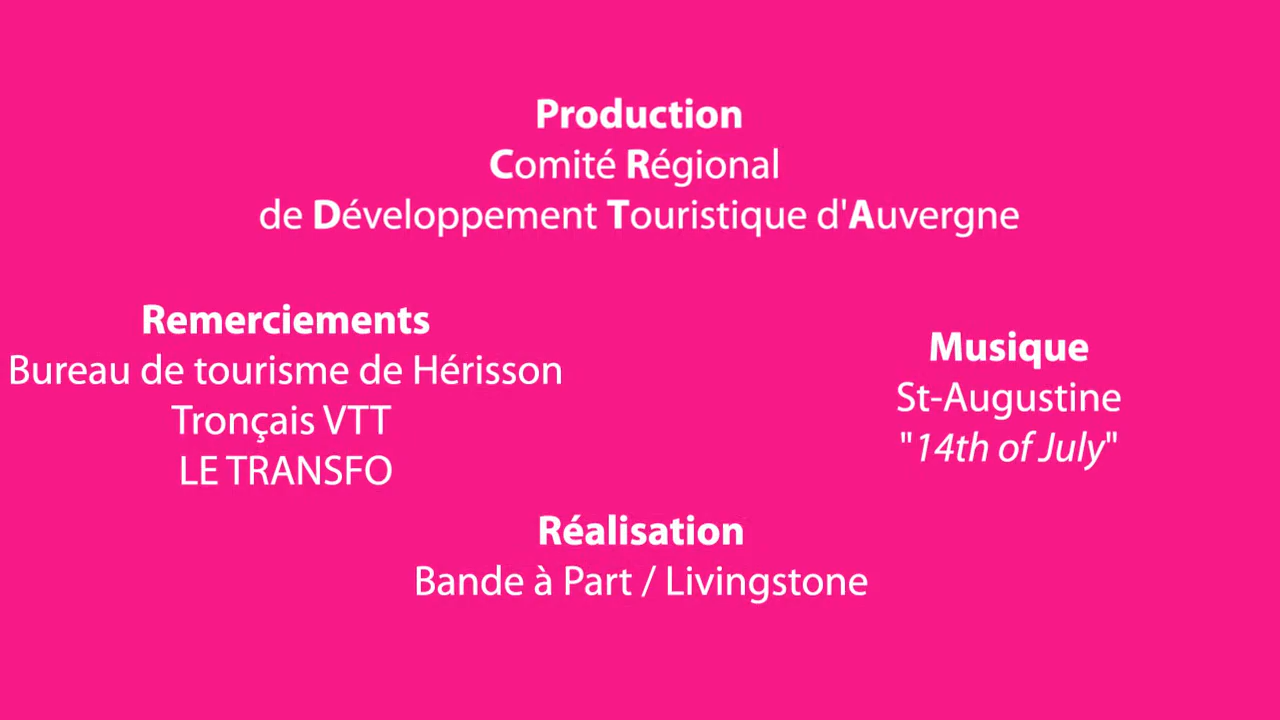 Production
Comité Régional
de Développement Touristique d'Auvergne
Remerciements
Bureau de tourisme de Hérisson
Tronçais VTT
LE TRANSFO
Musique
St-Augustine
"14th of July"
Réalisation
Bande à Part / Livingstone